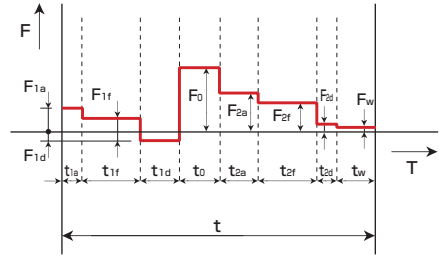 F
F1a
F1f
F0
F2a
F2f
F2d
Fw
F1d
t1a t1f t1d t0 t2a t2f t2d tw
T
t